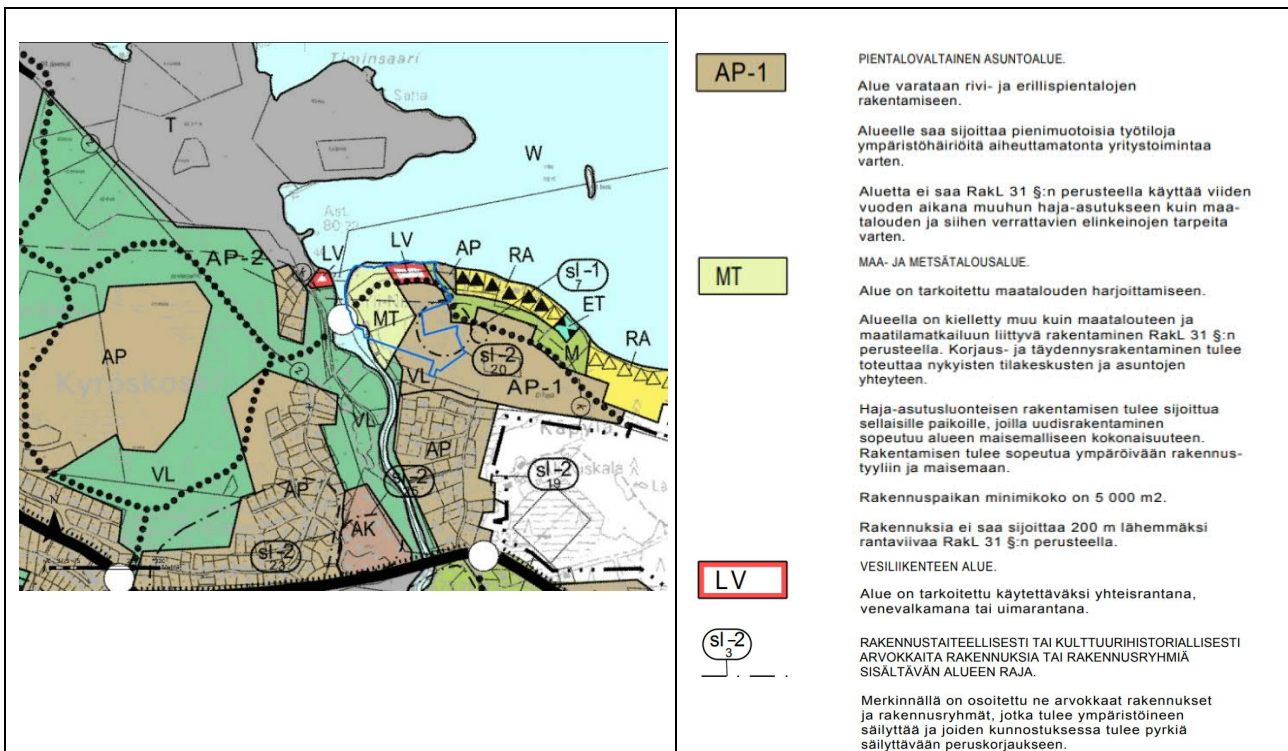 Timinsaari
Saha
T
W
Ast.
80 22
LV
LV
AP
RA
AP-2
sl-1
7
ET
MT
RA
M
AP
sl-2
20
VL
AP-1
Kyröskoski
VL
AP
VL
sl-2
25
sl-2
19
AP
AK
sl-2
23
N
AP-1
PIENTALOVALTAINEN ASUNTOALUE.
Alue varataan rivi- ja erillispientalojen
rakentamiseen.
Alueelle saa sijoittaa pienimuotoisia työtiloja
ympäristöhäiriöitä aiheuttamatonta yritystoimintaa
varten.
Aluetta ei saa RakL 31 §:n perusteella käyttää viiden
vuoden aikana muuhun haja-asutukseen kuin maa-
talouden ja siihen verrattavien elinkeinojen tarpeita
varten.
MT
MAA- JA METSÄTALOUSALUE.
Alue on tarkoitettu maatalouden harjoittamiseen.
Alueella on kielletty muu kuin maatalouteen ja
maatilamatkailuun liittyvä rakentaminen RakL 31 §:n
perusteella. Korjaus- ja täydennysrakentaminen tulee
toteuttaa nykyisten tilakeskusten ja asuntojen
yhteyteen.
Haja-asutusluonteisen rakentamisen tulee sijoittua
sellaisille paikoille, joilla uudisrakentaminen
sopeutuu alueen maisemalliseen kokonaisuuteen.
Rakentamisen tulee sopeutua ympäröivään rakennus-
tyyliin ja maisemaan.
Rakennuspaikan minimikoko on 5 000 m2.
Rakennuksia ei saa sijoittaa 200 m lähemmäksi
rantaviivaa RakL 31 §:n perusteella.
LV
VESILIIKENTEEN ALUE.
Alue on tarkoitettu käytettäväksi yhteisrantana,
venevalkamana tai uimarantana.
sl-2
3
RAKENNUSTAITEELLISESTI TAI KULTTUURIHISTORIALLISESTI
ARVOKKAITA RAKENNUKSIA TAI RAKENNUSRYHMIÄ
SISÄLTÄVÄN ALUEEN RAJA.
Merkinnällä on osoitettu ne arvokkaat rakennukset
ja rakennusryhmät, jotka tulee ympäristöineen
säilyttää ja joiden kunnostuksessa tulee pyrkiä
säilyttävään peruskorjaukseen.